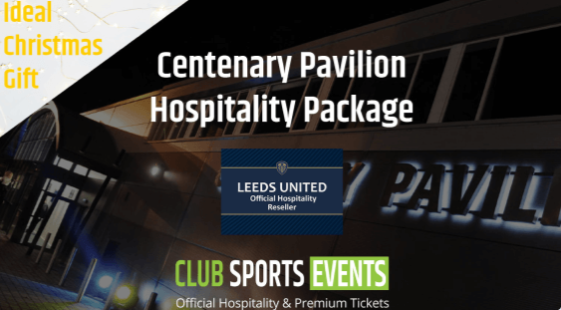 Ideal
Christmas
Gift
Centenary Pavilion
Hospitality Package
LEEDS UNITED
Official Hospitality
Reseller
PAVIL
CLUB SPORTS EVENTS
Official Hospitality & Premium Tickets